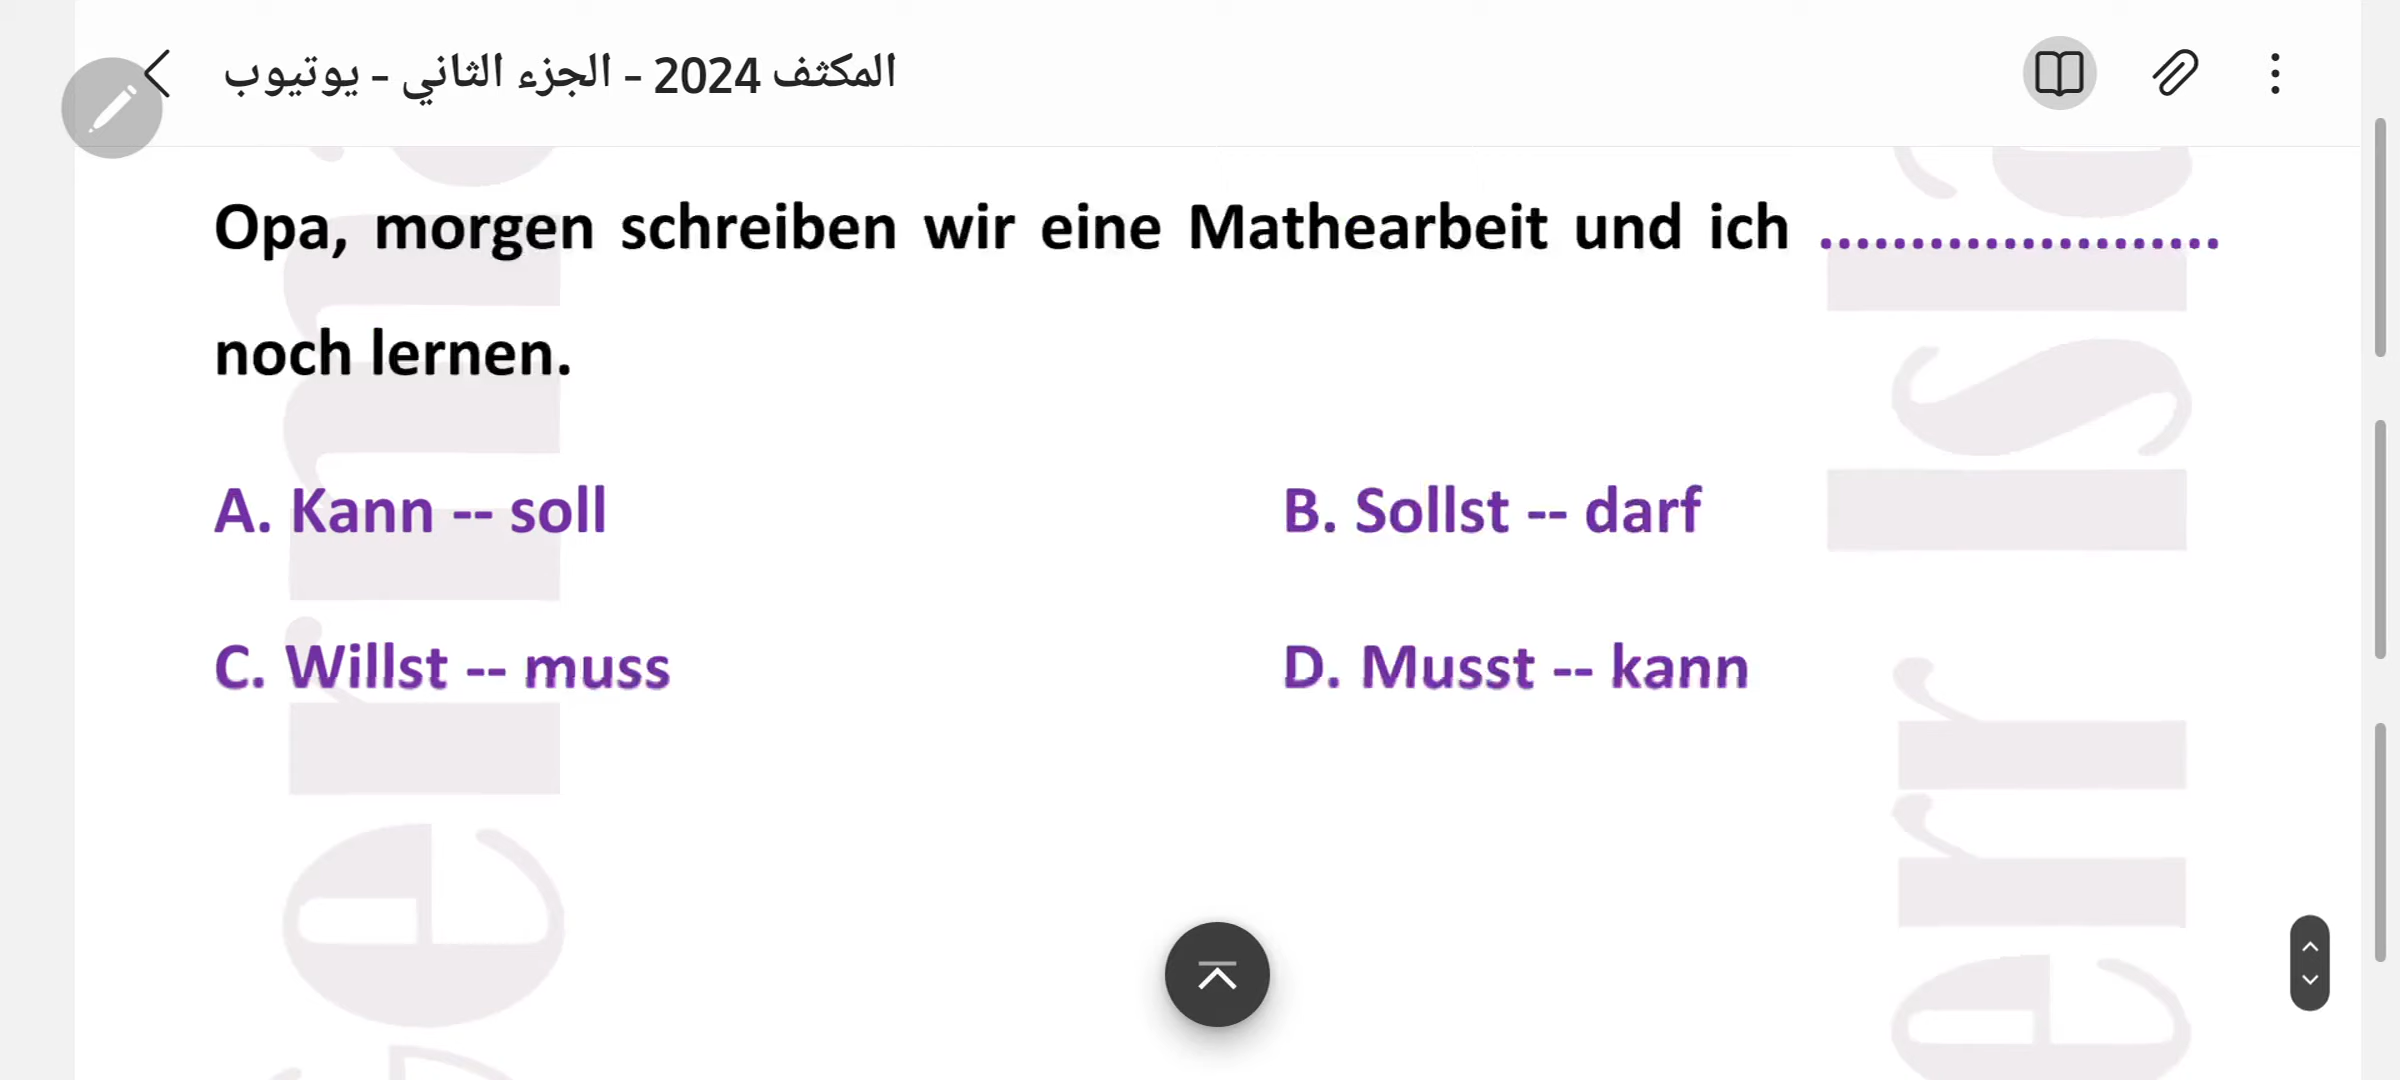 المكثف 2024 - الجزء الثاني - يوتيوب
Opa, morgen schreiben wir eine Mathearbeit und ich ......................
noch lernen.
A. Kann -- soll
B. Sollst -- darf
C. Willst -- muss
D. Musst -- kann